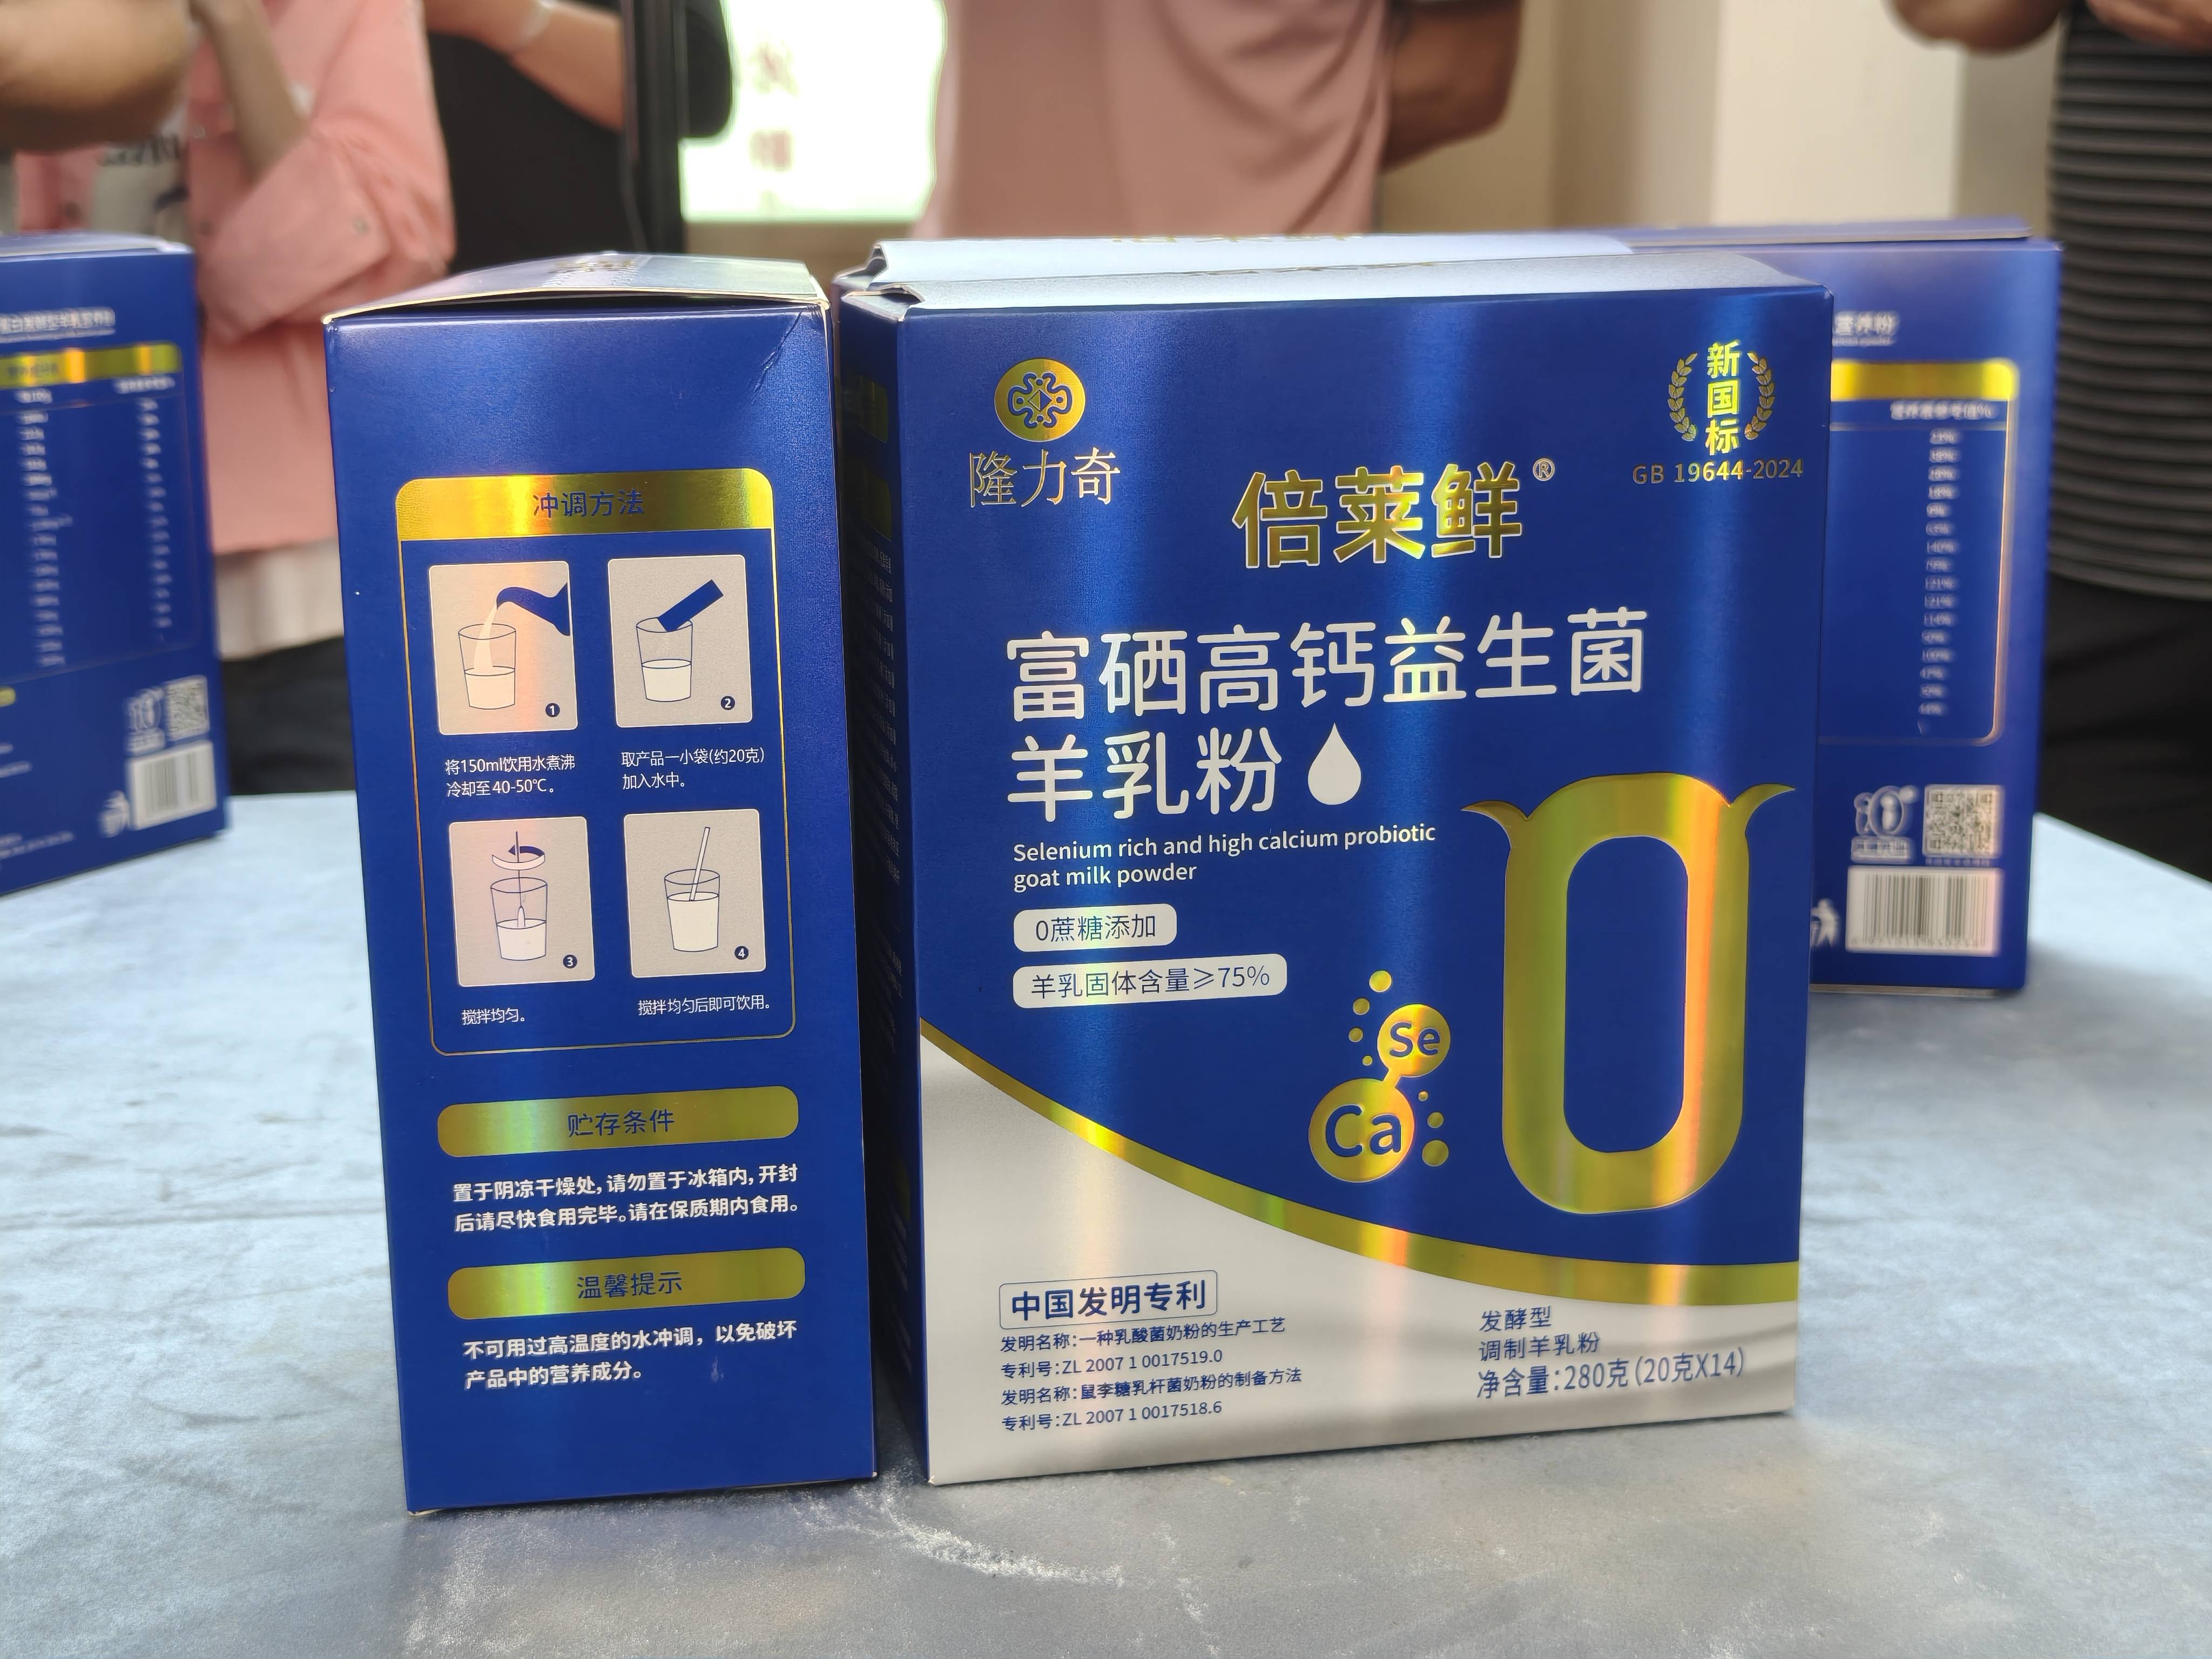 冲调方法
1
2
将150ml饮用水煮沸
冷却至40-50℃。
取产品一小袋(约20克)
加入水中。
3
4
搅拌均匀。
搅拌均匀后即可饮用。
贮存条件
置于阴凉干燥处,请勿置于冰箱内,开封
后请尽快食用完毕。请在保质期内食用。
温馨提示
不可用过高温度的水冲调，以免破坏
产品中的营养成分。
隆力奇
新国标
GB 19644-2024
倍莱鲜®
富硒高钙益生菌
羊乳粉
Selenium rich and high calcium probiotic
goat milk powder
0蔗糖添加
羊乳固体含量≥75%
Se
Ca
中国发明专利
发明名称：一种乳酸菌奶粉的生产工艺
专利号：ZL 2007 1 0017519.0
发明名称：鼠李糖乳杆菌奶粉的制备方法
专利号：ZL 2007 1 0017518.6
发酵型
调制羊乳粉
净含量：280克(20克X14)
营养粉